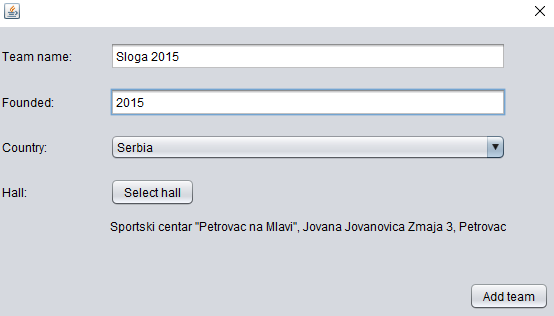 Team name: Sloga 2015
Founded: 2015
Country: Serbia
Hall: Select hall
Sportski centar "Petrovac na Mlavi", Jovana Jovanovica Zmaja 3, Petrovac
Add team